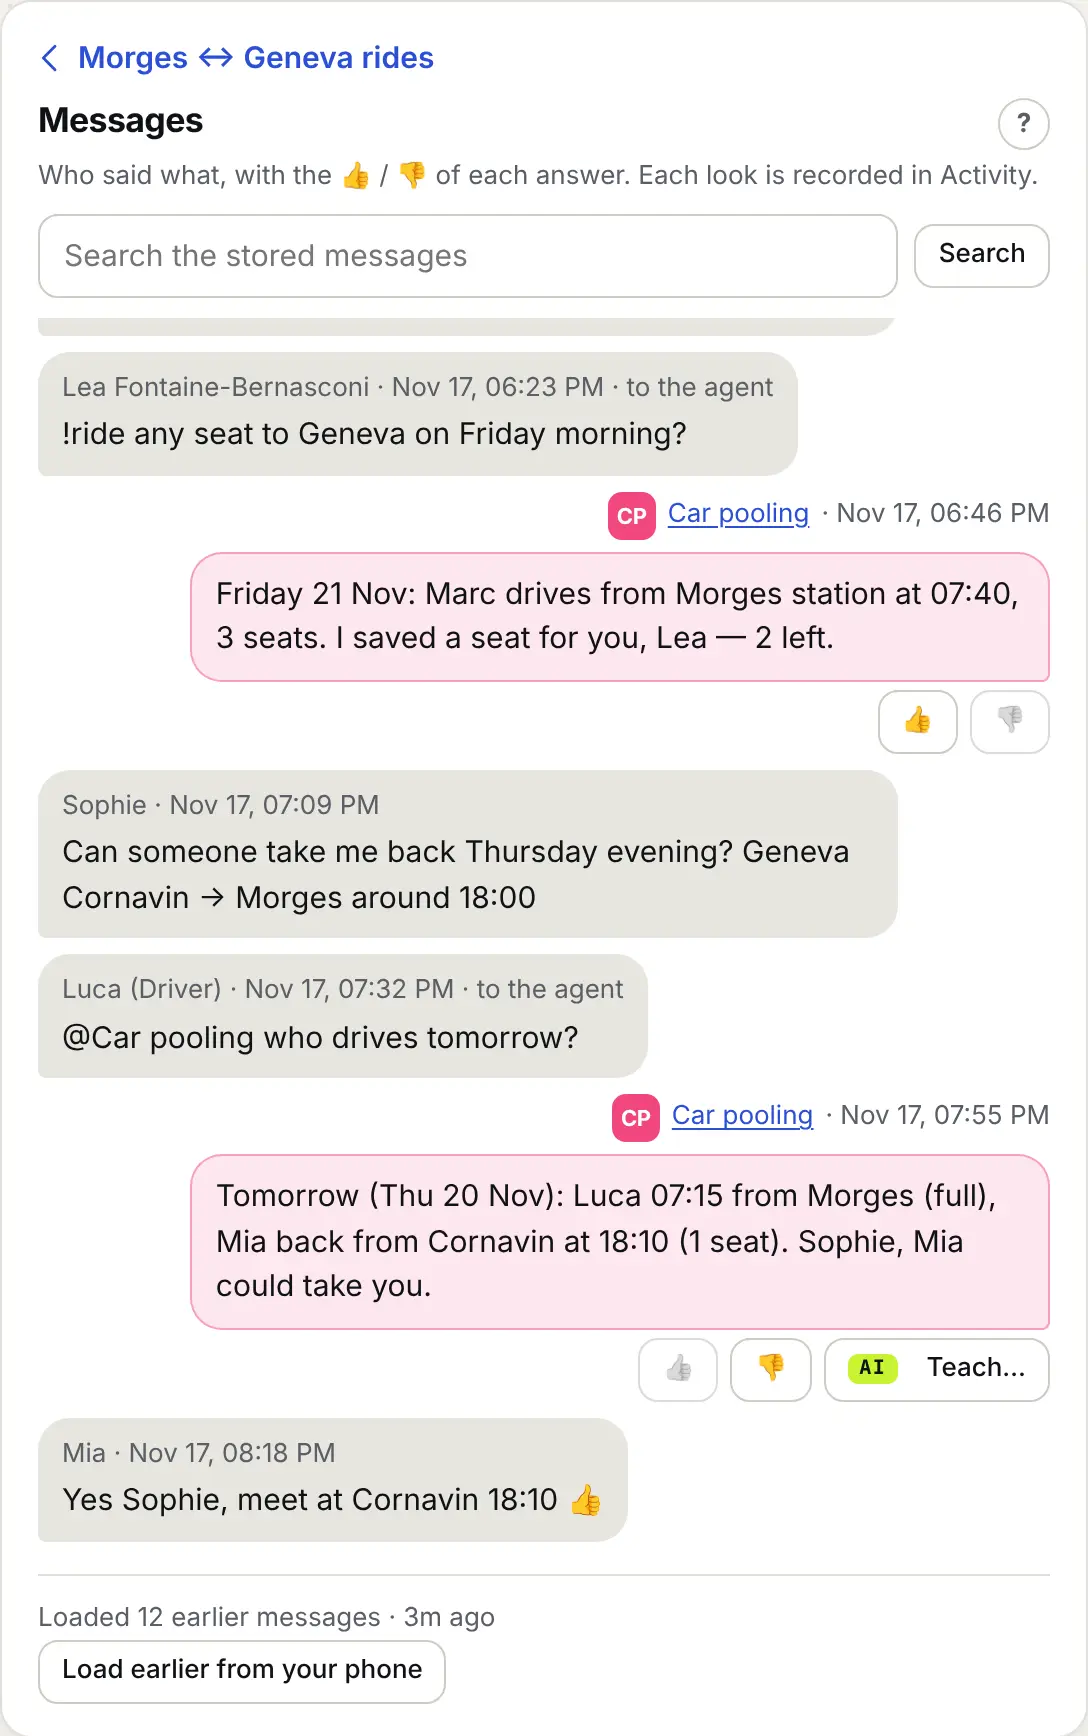 Morges ↔ Geneva rides
Messages
?
Who said what, with the 👍 / 👎 of each answer. Each look is recorded in Activity.
Search the stored messages
Search
Lea Fontaine-Bernasconi · Nov 17, 06:23 PM · to the agent
!ride any seat to Geneva on Friday morning?
CP Car pooling · Nov 17, 06:46 PM
Friday 21 Nov: Marc drives from Morges station at 07:40,
3 seats. I saved a seat for you, Lea — 2 left.
👍 👎
Sophie · Nov 17, 07:09 PM
Can someone take me back Thursday evening? Geneva
Cornavin → Morges around 18:00
Luca (Driver) · Nov 17, 07:32 PM · to the agent
@Car pooling who drives tomorrow?
CP Car pooling · Nov 17, 07:55 PM
Tomorrow (Thu 20 Nov): Luca 07:15 from Morges (full),
Mia back from Cornavin at 18:10 (1 seat). Sophie, Mia
could take you.
👍 👎 AI Teach...
Mia · Nov 17, 08:18 PM
Yes Sophie, meet at Cornavin 18:10 👍
Loaded 12 earlier messages · 3m ago
Load earlier from your phone